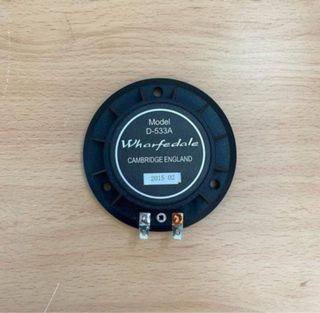 Model
D-533A
Wharfedale
CAMBRIDGE ENGLAND
2015 02